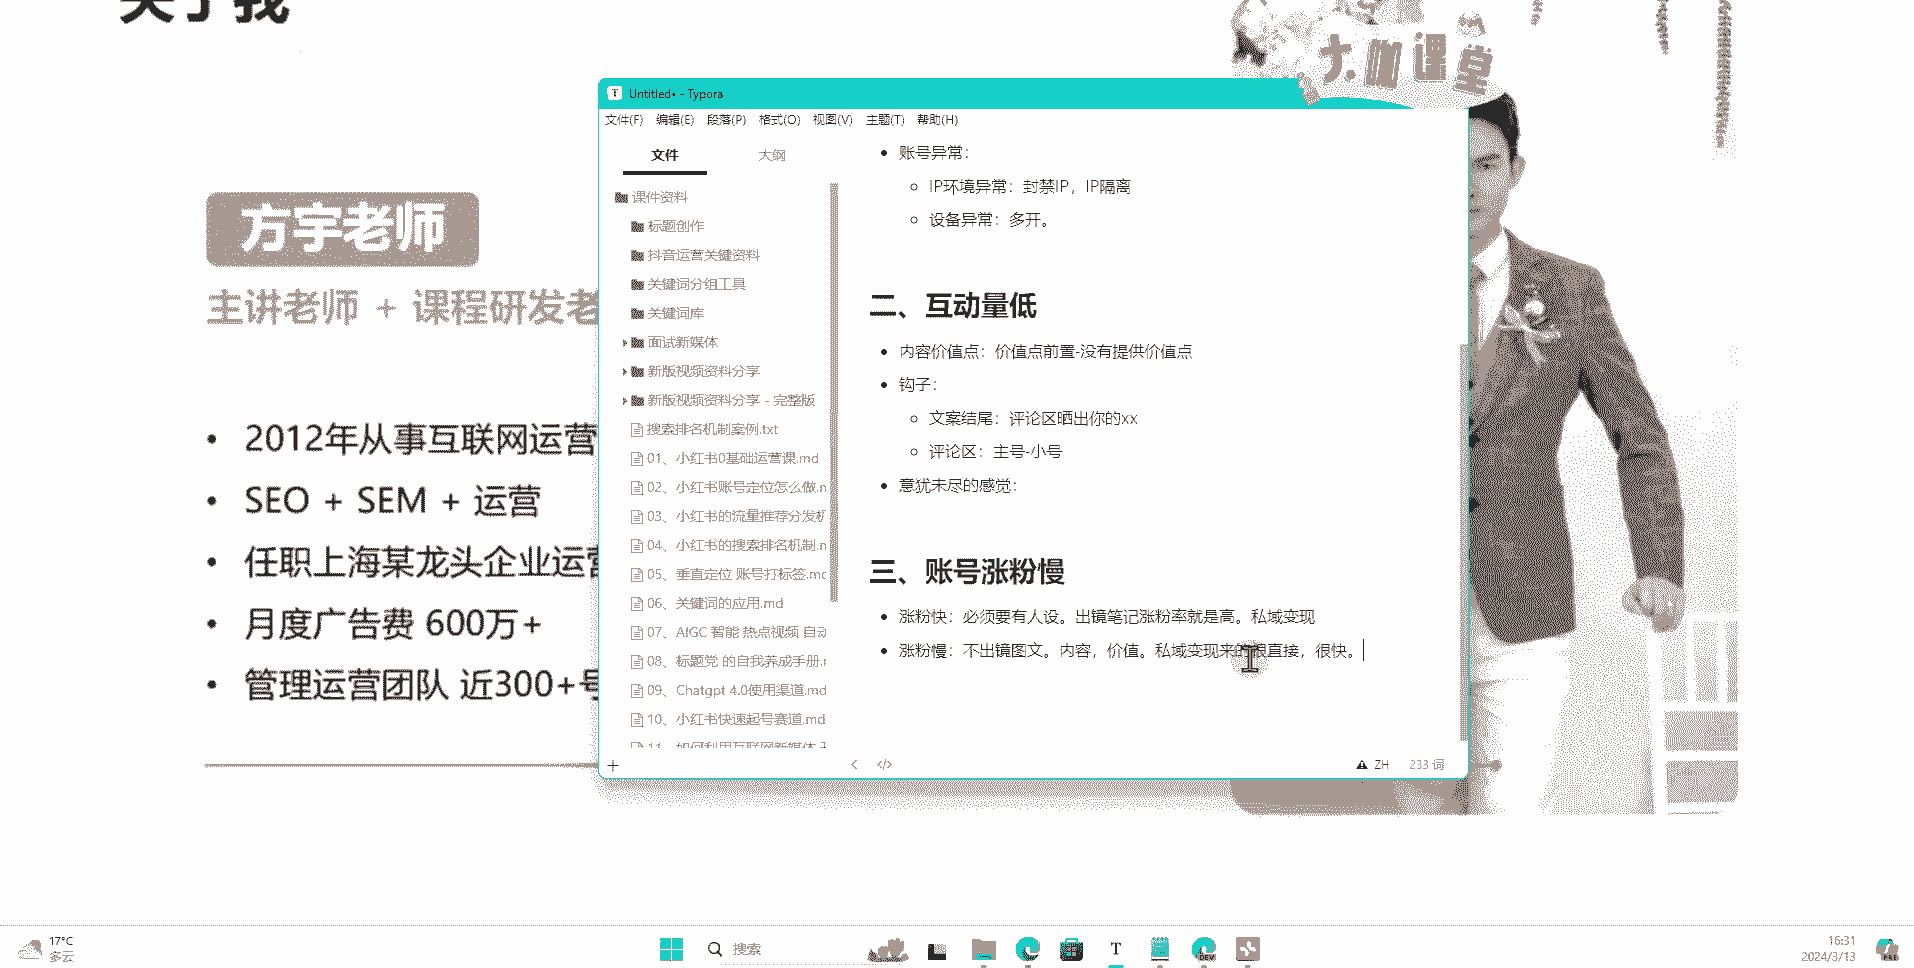 关于我
大咖课堂
方宇老师
主讲老师 + 课程研发老
• 2012年从事互联网运营
• SEO + SEM + 运营
• 任职上海某龙头企业运营
• 月度广告费 600万+
• 管理运营团队 近300+号
Untitled• - Typora
文件(F) 编辑(E) 段落(P) 格式(O) 视图(V) 主题(T) 帮助(H)
文件 大纲
课件资料
标题创作
抖音运营关键资料
关键词分组工具
关键词库
面试新媒体
新版视频资料分享
新版视频资料分享 - 完整版
搜索排名机制案例.txt
01、小红书0基础运营课.md
02、小红书账号定位怎么做.n
03、小红书的流量推荐分发机
04、小红书的搜索排名机制.n
05、垂直定位 账号打标签.mc
06、关键词的应用.md
07、AIGC 智能 热点视频 自动
08、标题党 的自我养成手册.r
09、Chatgpt 4.0使用渠道.md
10、小红书快速起号赛道.md
11、如何利用互联网新媒体
• 账号异常：
◦ IP环境异常：封禁IP，IP隔离
◦ 设备异常：多开。
二、互动量低
• 内容价值点：价值点前置-没有提供价值点
• 钩子：
◦ 文案结尾：评论区晒出你的xx
◦ 评论区：主号-小号
• 意犹未尽的感觉：
三、账号涨粉慢
• 涨粉快：必须要有人设。出镜笔记涨粉率就是高。私域变现
• 涨粉慢：不出镜图文。内容，价值。私域变现来的很直接，很快。
ZH 233 词
17°C
多云
搜索
DEV
16:31
2024/3/13
PRE